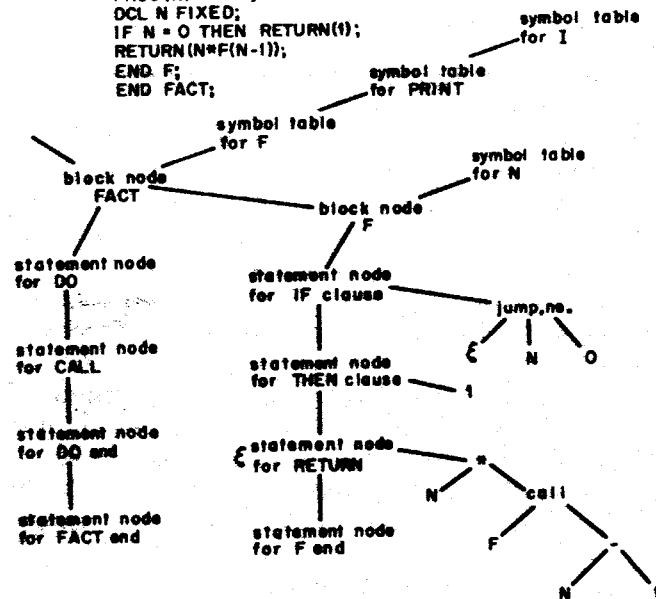 DCL N FIXED;
IF N = 0 THEN RETURN(1);
RETURN(N*F(N-1));
END F;
END FACT;
symbol table
for I
symbol table
for PRINT
symbol table
for F
symbol table
for N
block node
FACT
block node
F
statement node
for DO
statement node
for IF clause
jump,ne.
ξ N 0
statement node
for CALL
statement node
for THEN clause
1
statement node
for DO end
ξ statement node
for RETURN
*
N call
statement node
for FACT end
statement node
for F end
F -
N